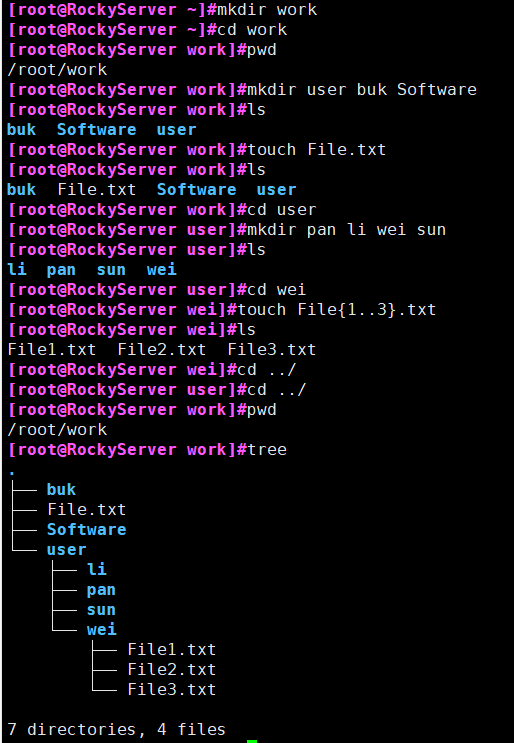 [root@RockyServer ~]#mkdir work
[root@RockyServer ~]#cd work
[root@RockyServer work]#pwd
/root/work
[root@RockyServer work]#mkdir user buk Software
[root@RockyServer work]#ls
buk  Software  user
[root@RockyServer work]#touch File.txt
[root@RockyServer work]#ls
buk  File.txt  Software  user
[root@RockyServer work]#cd user
[root@RockyServer user]#mkdir pan li wei sun
[root@RockyServer user]#ls
li  pan  sun  wei
[root@RockyServer user]#cd wei
[root@RockyServer wei]#touch File{1..3}.txt
[root@RockyServer wei]#ls
File1.txt  File2.txt  File3.txt
[root@RockyServer wei]#cd ../
[root@RockyServer user]#cd ../
[root@RockyServer work]#pwd
/root/work
[root@RockyServer work]#tree
.
├── buk
├── File.txt
├── Software
└── user
    ├── li
    ├── pan
    ├── sun
    └── wei
        ├── File1.txt
        ├── File2.txt
        └── File3.txt

7 directories, 4 files